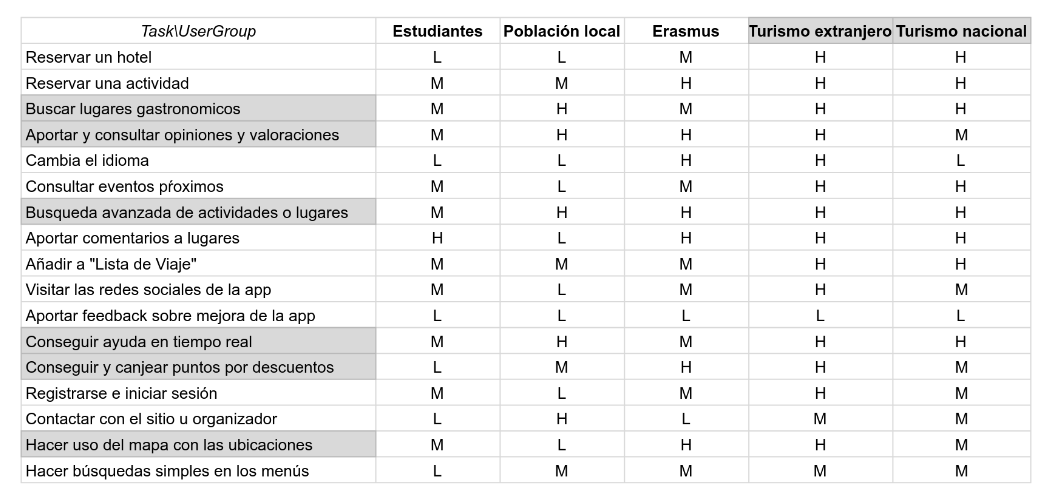 Task\UserGroup Estudiantes Población local Erasmus Turismo extranjero Turismo nacional
Reservar un hotel L L M H H
Reservar una actividad M M H H H
Buscar lugares gastronomicos M H M H H
Aportar y consultar opiniones y valoraciones M H H H M
Cambia el idioma L L H H L
Consultar eventos pŕoximos M L M H H
Busqueda avanzada de actividades o lugares M H H H H
Aportar comentarios a lugares H L H H H
Añadir a "Lista de Viaje" M M M H H
Visitar las redes sociales de la app M L M H M
Aportar feedback sobre mejora de la app L L L L L
Conseguir ayuda en tiempo real M H M H H
Conseguir y canjear puntos por descuentos L M H H M
Registrarse e iniciar sesión M L M H M
Contactar con el sitio u organizador L H L M M
Hacer uso del mapa con las ubicaciones M L H H M
Hacer búsquedas simples en los menús L M M M M